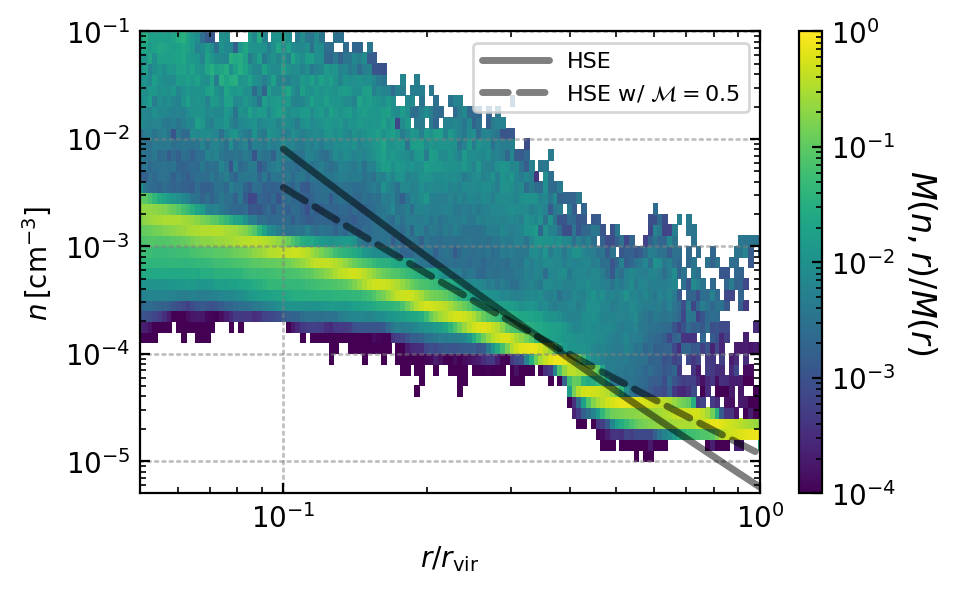 10⁻¹
10⁻²
10⁻³
10⁻⁴
10⁻⁵
n [cm⁻³]
HSE
HSE w/ ℳ = 0.5
10⁻¹
10⁰
r/r_vir
10⁰
10⁻¹
10⁻²
10⁻³
10⁻⁴
M(n, r)/M(r)